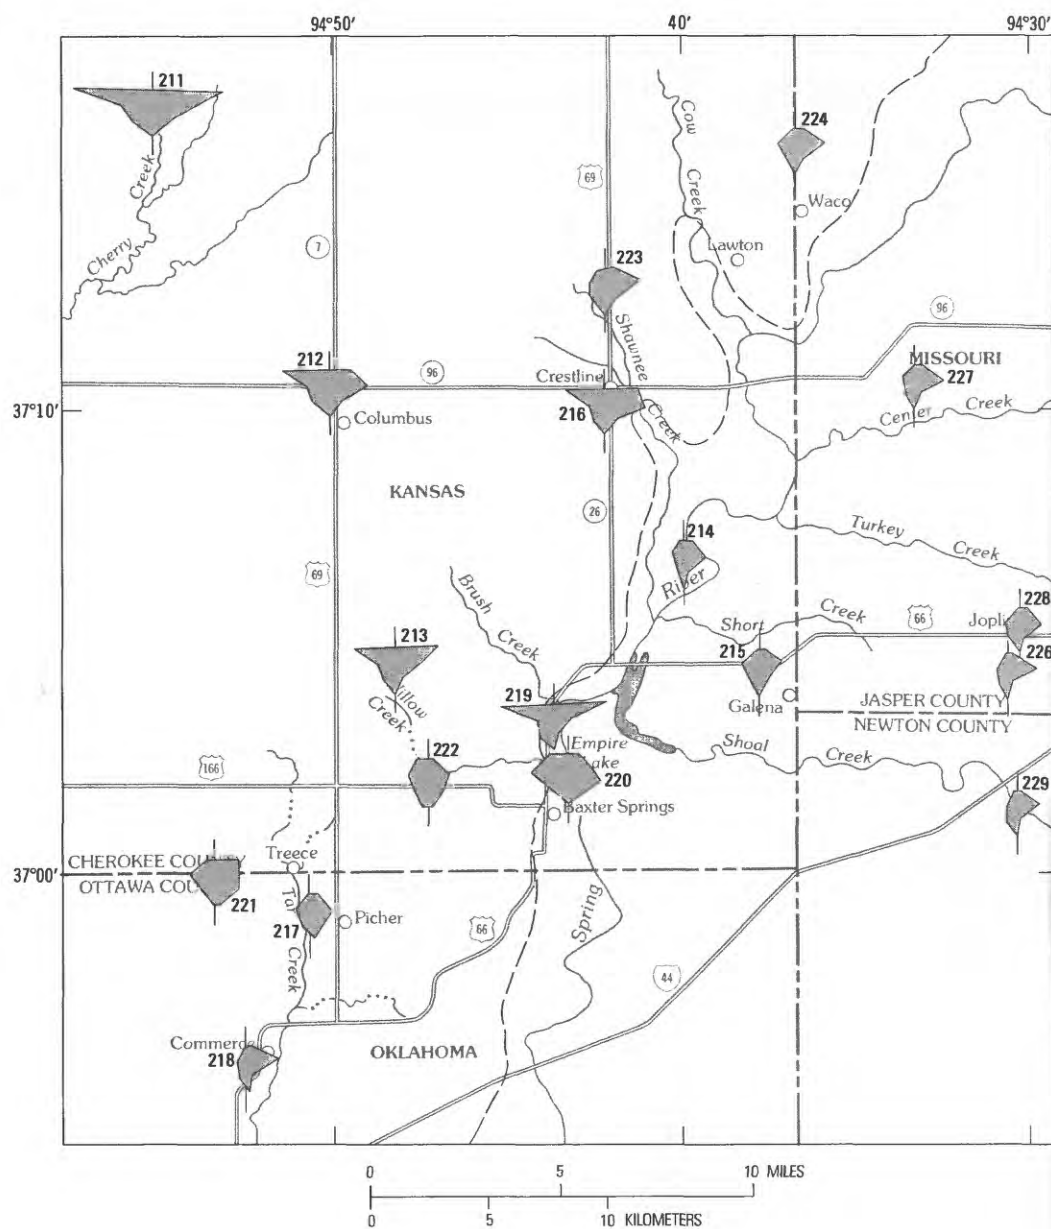 94°50' 40' 94°30'
211
Cow
224
69
Creek
Creek
Waco
7
Cherry
Lawton
223
96
Shawnee
212
96
MISSOURI
Crestline
227
37°10'
216
Creek
Center Creek
Columbus
KANSAS
26
214
Turkey
Creek
69
Brush
River
228
Creek
Short Creek
66
Jopli
213
215
226
Willow
Creek
219
Galena
JASPER COUNTY
NEWTON COUNTY
Empire
Lake
Shoal
Creek
166
222
220
229
Baxter Springs
CHEROKEE COUNTY
Treece
37°00'
OTTAWA COU
221
Tar
217
Picher
Spring
66
Creek
44
Commerce
218
OKLAHOMA
0 5 10 MILES
0 5 10 KILOMETERS